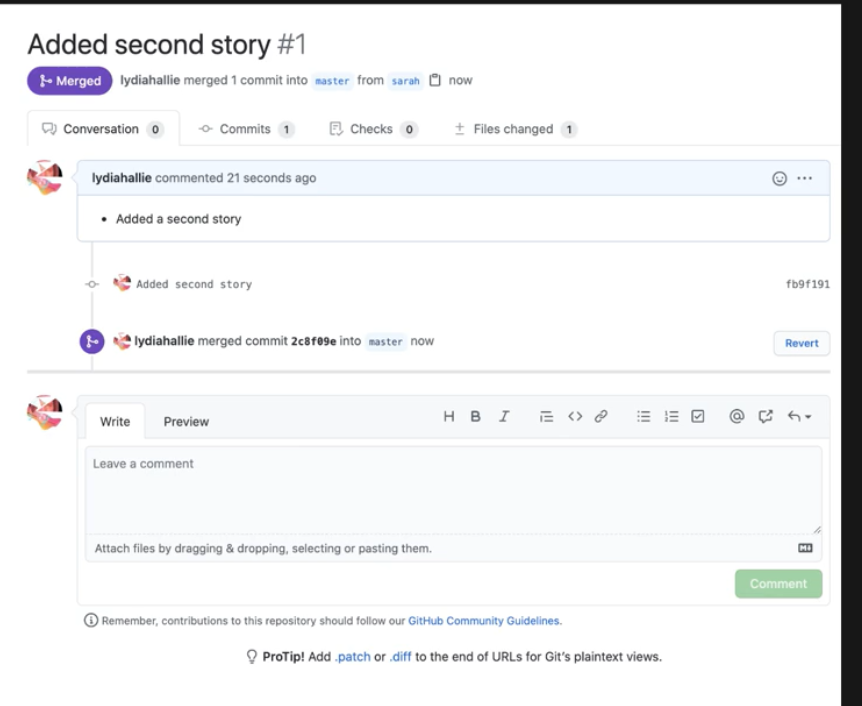 Added second story #1
Merged lydiahallie merged 1 commit into master from sarah now
Conversation 0 Commits 1 Checks 0 Files changed 1
lydiahallie commented 21 seconds ago
• Added a second story
Added second story fb9f191
lydiahallie merged commit 2c8f09e into master now Revert
Write Preview H B I @
Leave a comment
Attach files by dragging & dropping, selecting or pasting them.
Comment
Remember, contributions to this repository should follow our GitHub Community Guidelines.
ProTip! Add .patch or .diff to the end of URLs for Git's plaintext views.